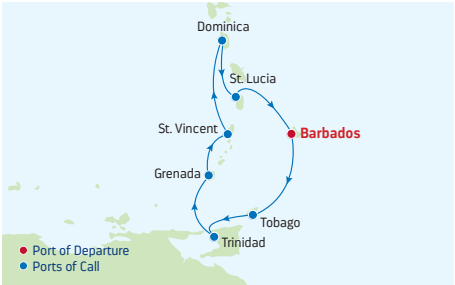 Dominica
St. Lucia
St. Vincent
Barbados
Grenada
Tobago
Trinidad
Port of Departure
Ports of Call